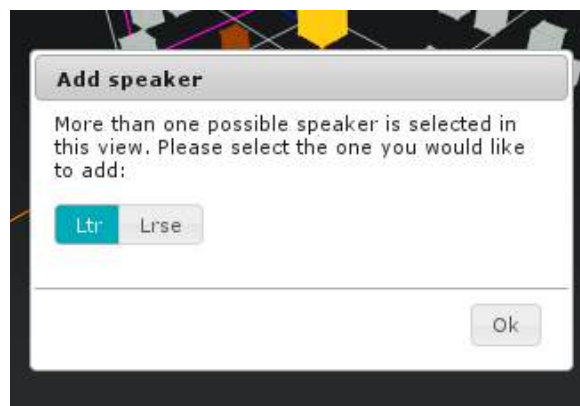 Add speaker
More than one possible speaker is selected in
this view. Please select the one you would like
to add:
Ltr Lrse
Ok